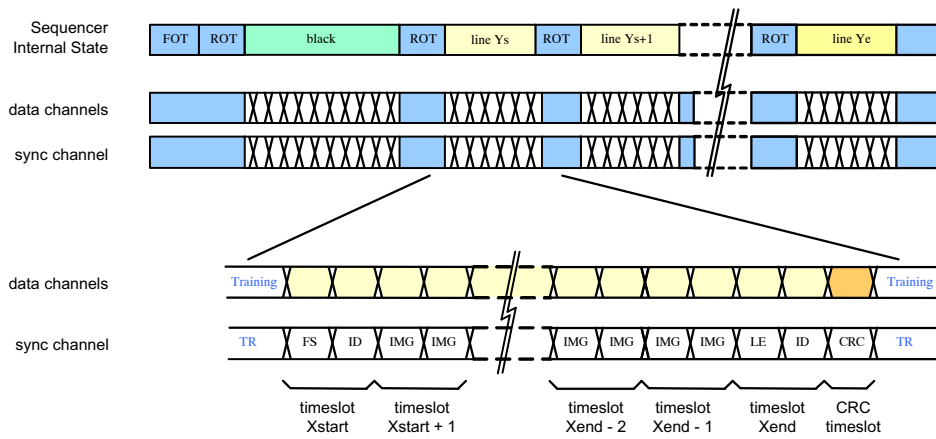 Sequencer
Internal State
FOT ROT black ROT line Ys ROT line Ys+1 ROT line Ye
data channels
sync channel
data channels
Training Training
sync channel
TR FS ID IMG IMG IMG IMG IMG IMG LE ID CRC TR
timeslot timeslot timeslot timeslot timeslot CRC
Xstart Xstart + 1 Xend - 2 Xend - 1 Xend timeslot